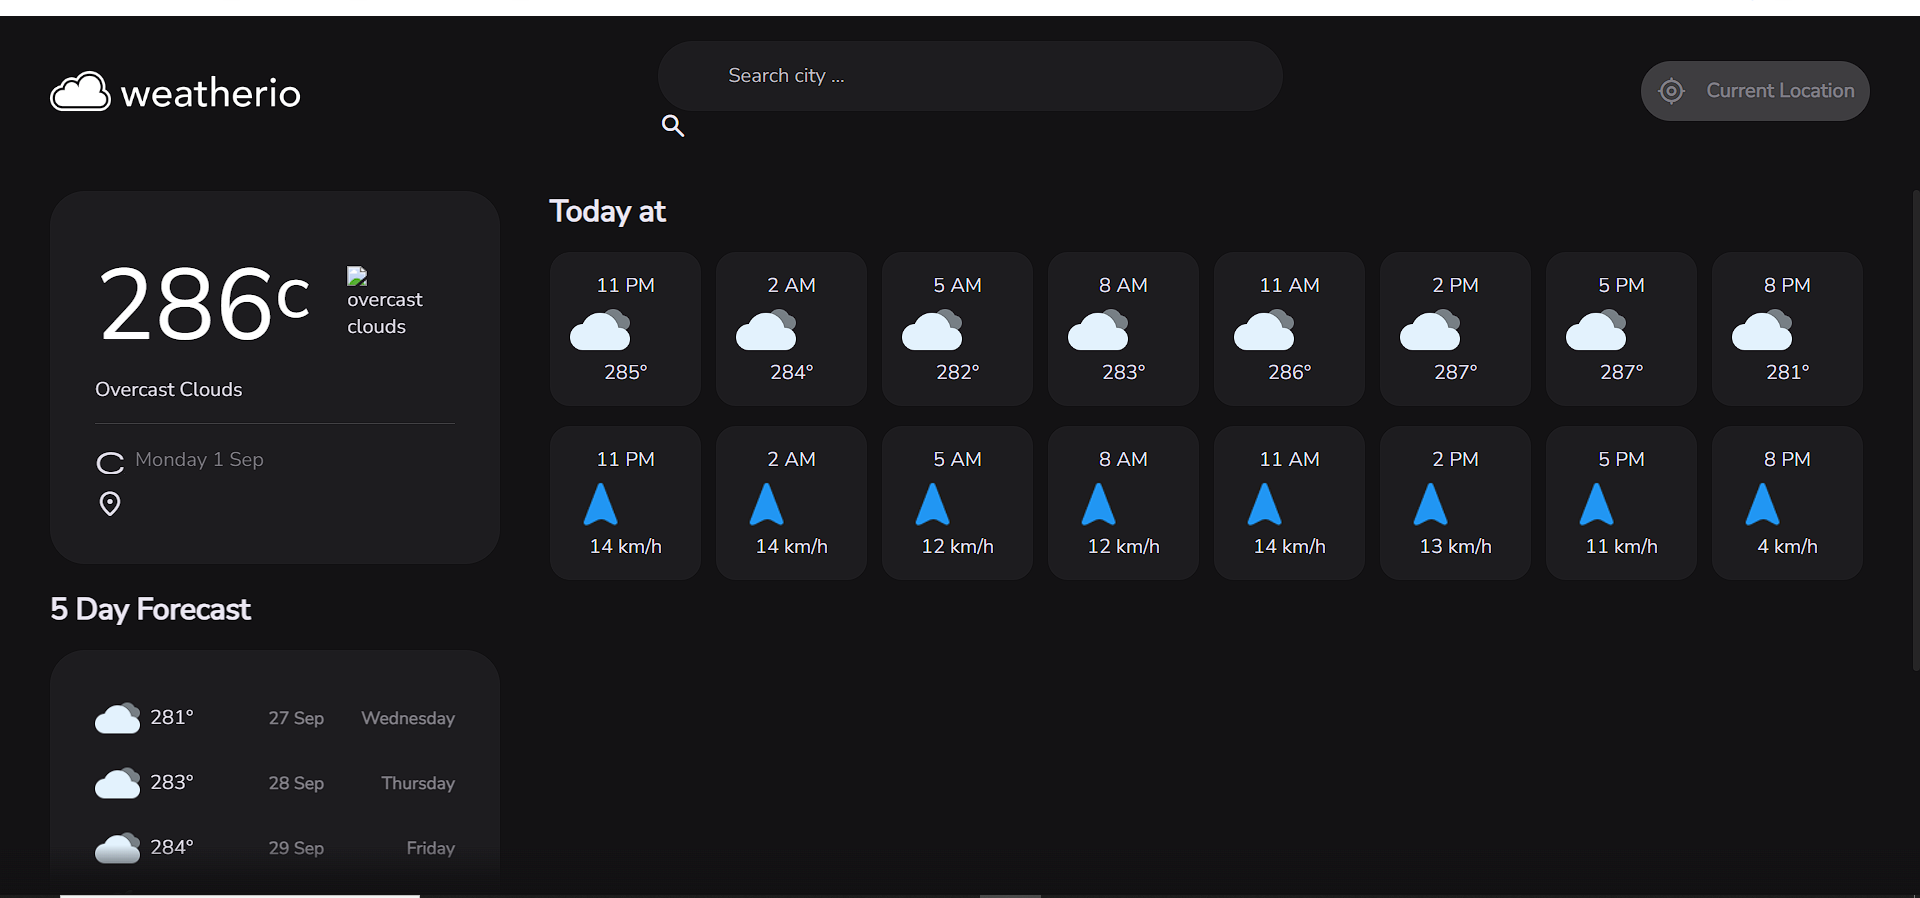 weatherio
Search city ...
Current Location
286c
overcast
clouds
Overcast Clouds
Monday 1 Sep
5 Day Forecast
281° 27 Sep Wednesday
283° 28 Sep Thursday
284° 29 Sep Friday
Today at
11 PM 2 AM 5 AM 8 AM 11 AM 2 PM 5 PM 8 PM
285° 284° 282° 283° 286° 287° 287° 281°
11 PM 2 AM 5 AM 8 AM 11 AM 2 PM 5 PM 8 PM
14 km/h 14 km/h 12 km/h 12 km/h 14 km/h 13 km/h 11 km/h 4 km/h